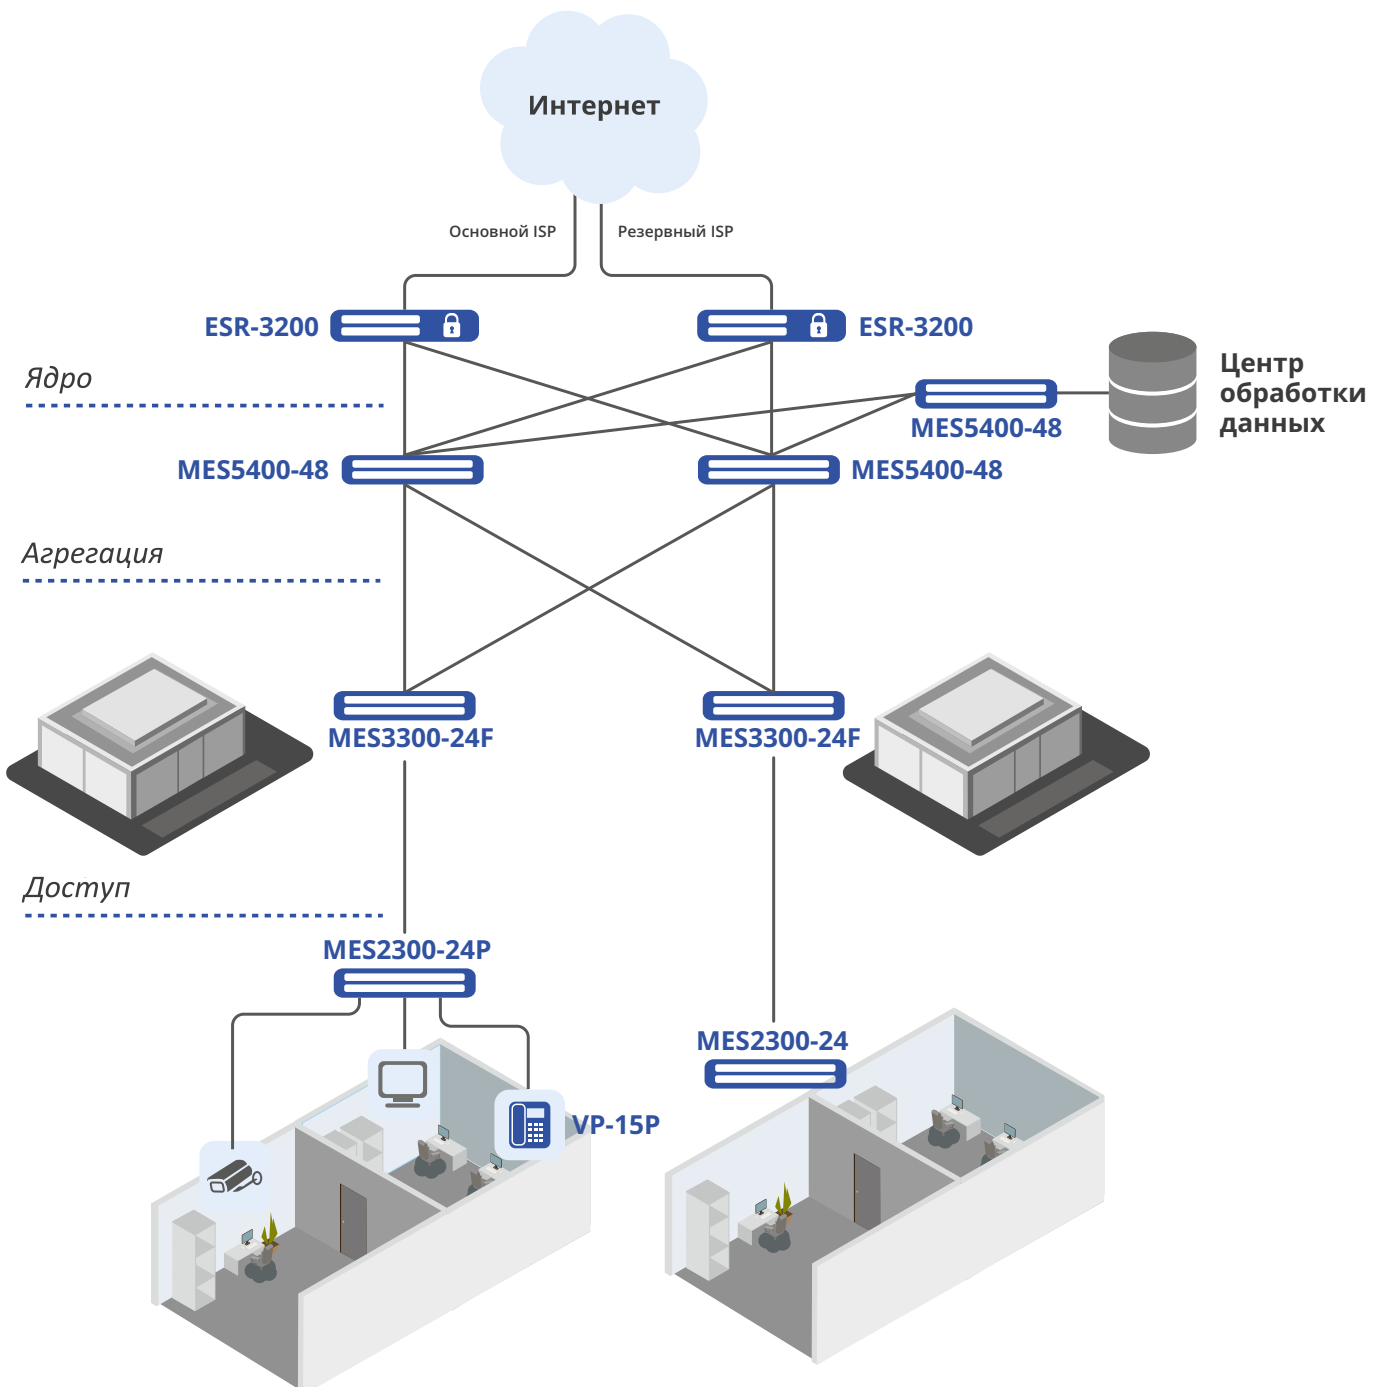 Интернет
Основной ISP
Резервный ISP
ESR-3200
ESR-3200
Ядро
Центр
обработки
данных
MES5400-48
MES5400-48
MES5400-48
Агрегация
MES3300-24F
MES3300-24F
Доступ
MES2300-24P
MES2300-24
VP-15P